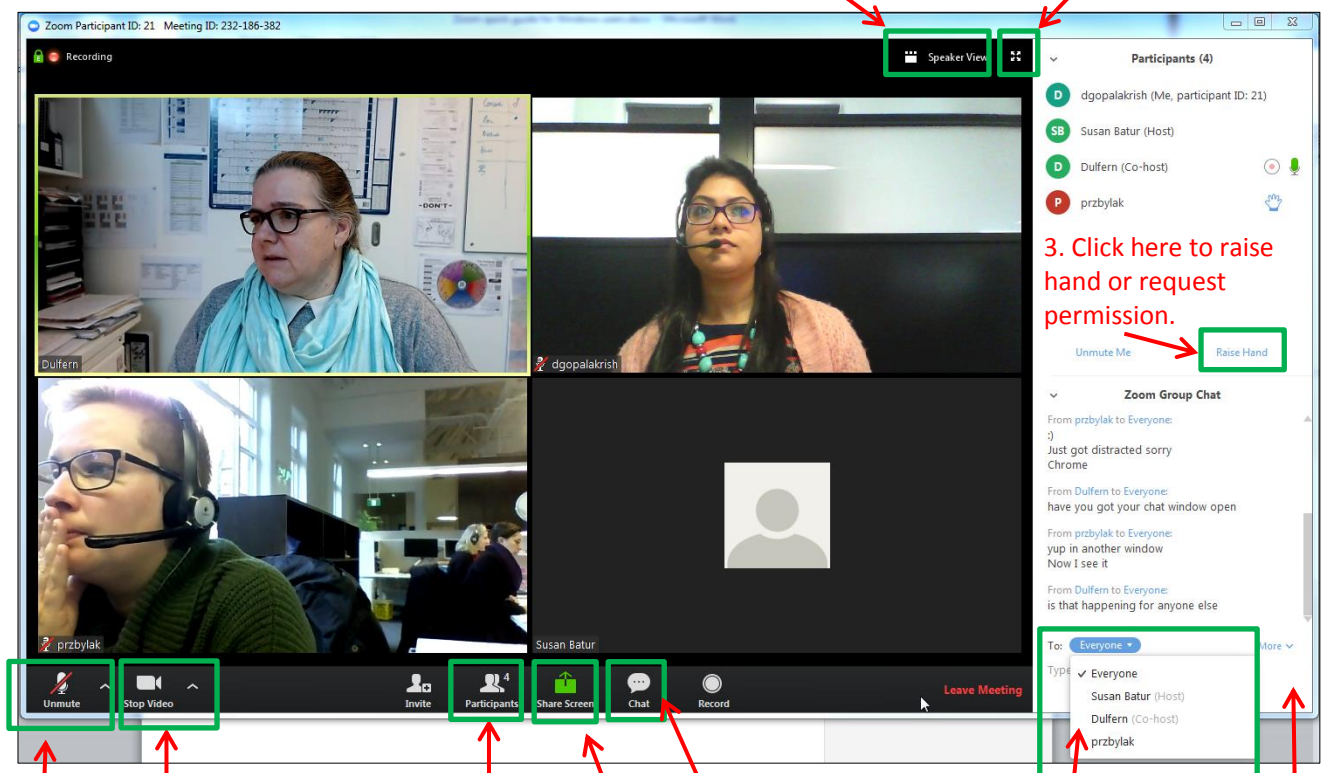 Zoom Participant ID: 21 Meeting ID: 232-186-382
Recording
Speaker View
-DON'T-
Dulfern
dgopalakrish
przbylak
Susan Batur
Unmute
Stop Video
Invite
4
Participants
Share Screen
Chat
Record
Leave Meeting
Participants (4)
D dgopalakrish (Me, participant ID: 21)
SB Susan Batur (Host)
D Dulfern (Co-host)
P przbylak
3. Click here to raise
hand or request
permission.
Unmute Me Raise Hand
Zoom Group Chat
From przbylak to Everyone:
:)
Just got distracted sorry
Chrome
From Dulfern to Everyone:
have you got your chat window open
From przbylak to Everyone:
yup in another window
Now I see it
From Dulfern to Everyone:
is that happening for anyone else
To: Everyone More
Type
Everyone
Susan Batur (Host)
Dulfern (Co-host)
przbylak